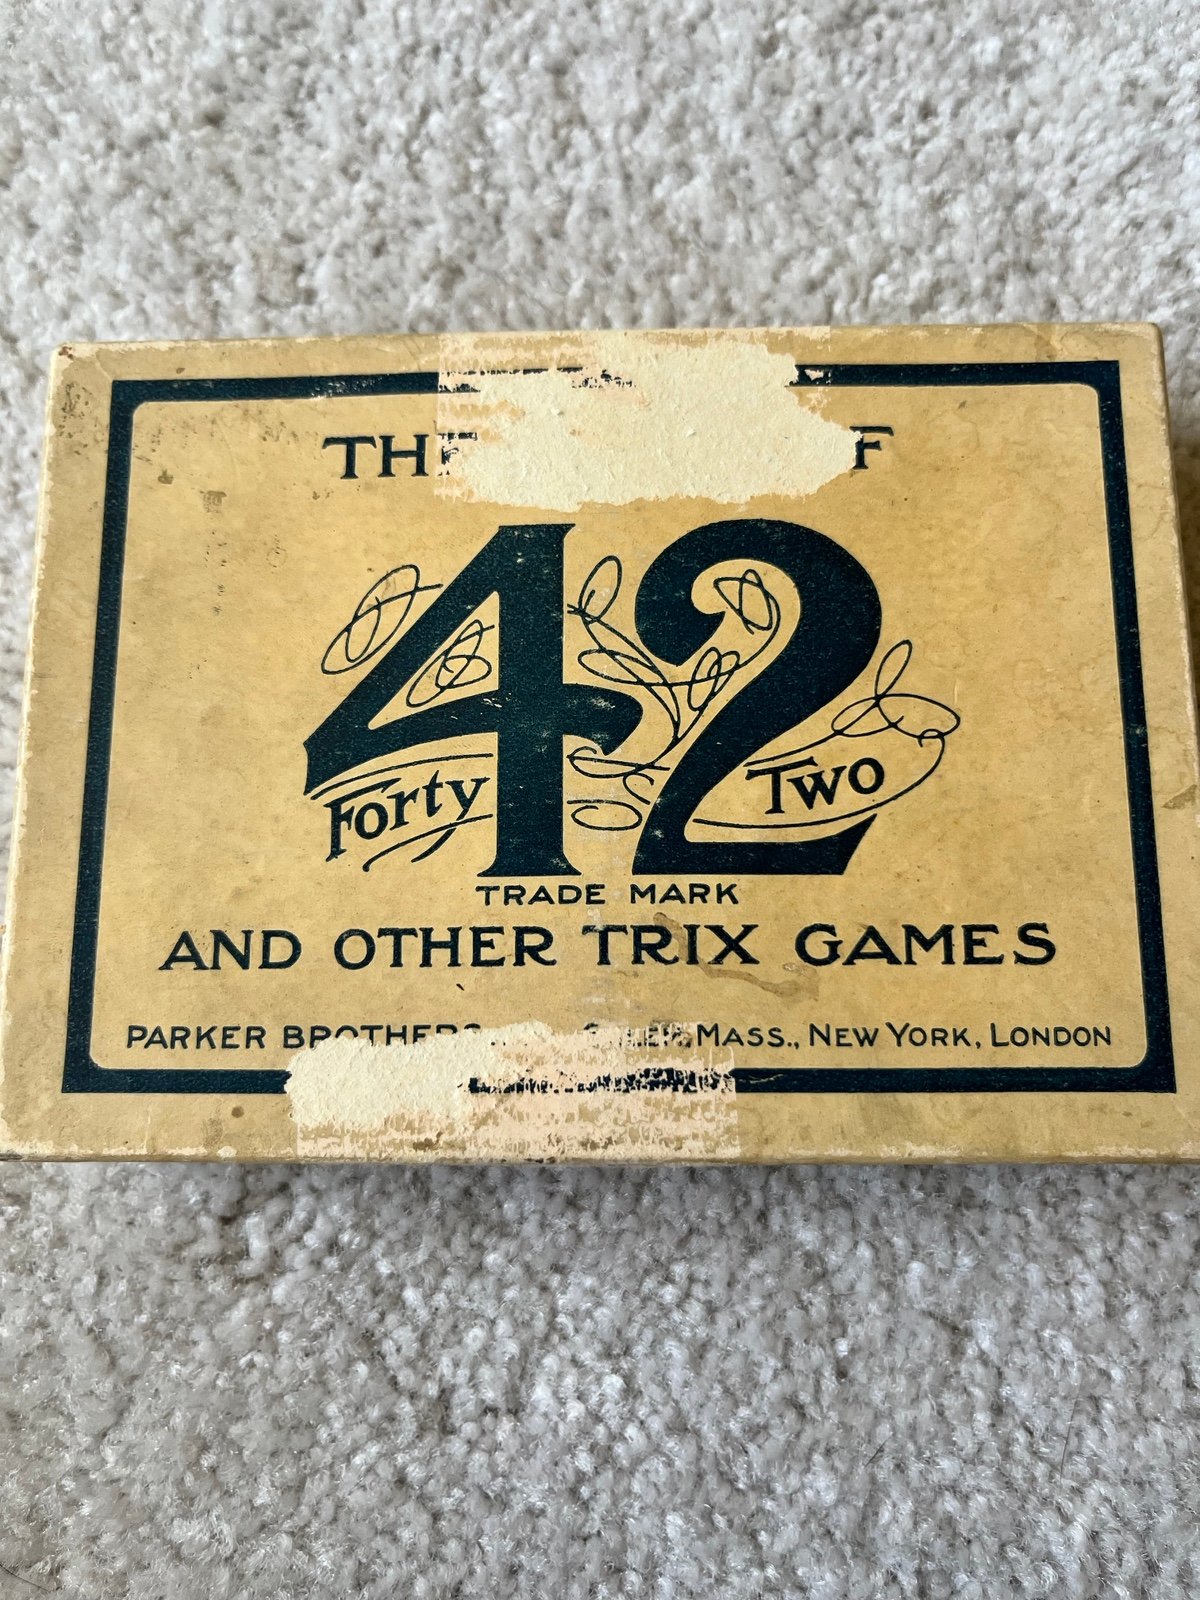 THE
42
Forty Two
TRADE MARK
AND OTHER TRIX GAMES
PARKER BROTHERS MASS., NEW YORK, LONDON